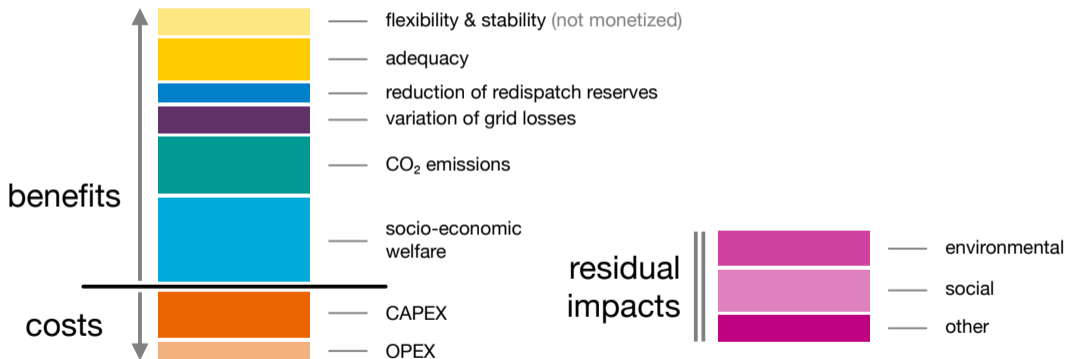 flexibility & stability (not monetized)
adequacy
reduction of redispatch reserves
variation of grid losses
CO₂ emissions
benefits
socio-economic
welfare
costs
CAPEX
OPEX
residual
impacts
environmental
social
other